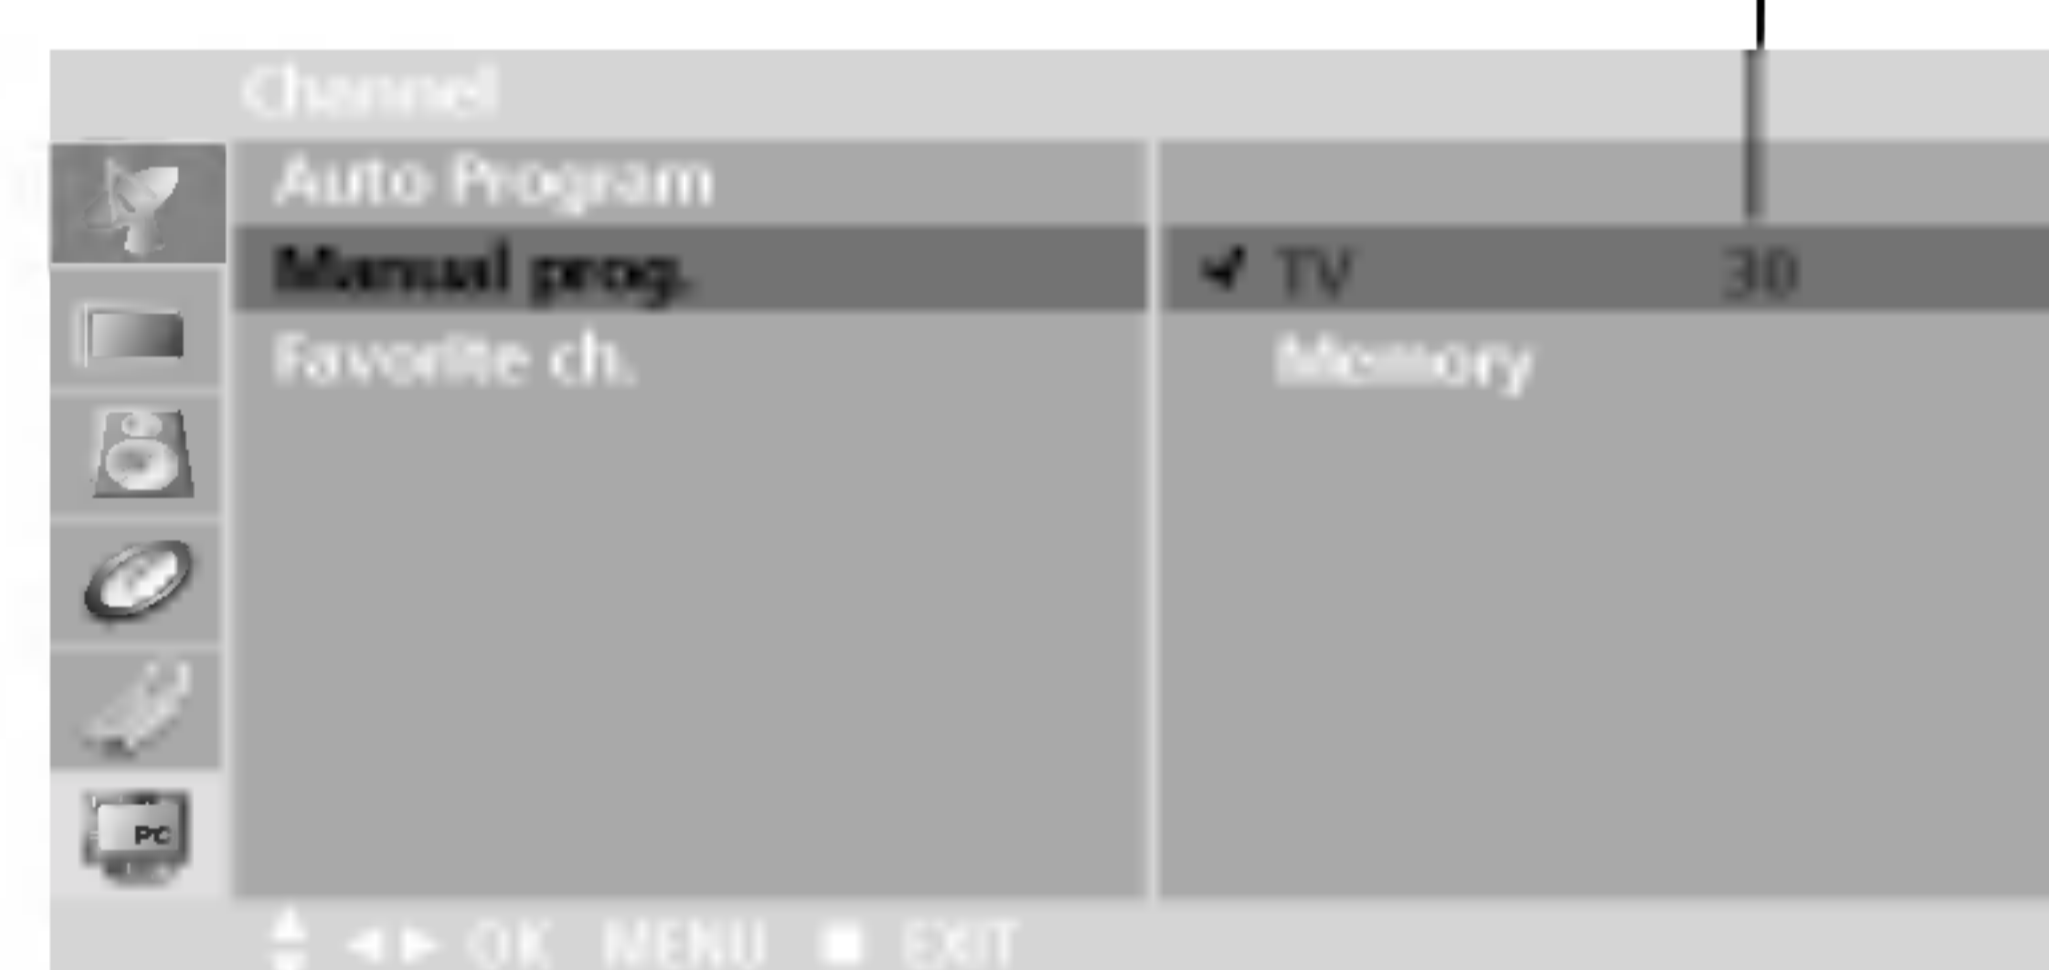 Channel
Auto Program
Manual prog. TV 30
Favorite ch. Memory
PC
OK MENU EXIT